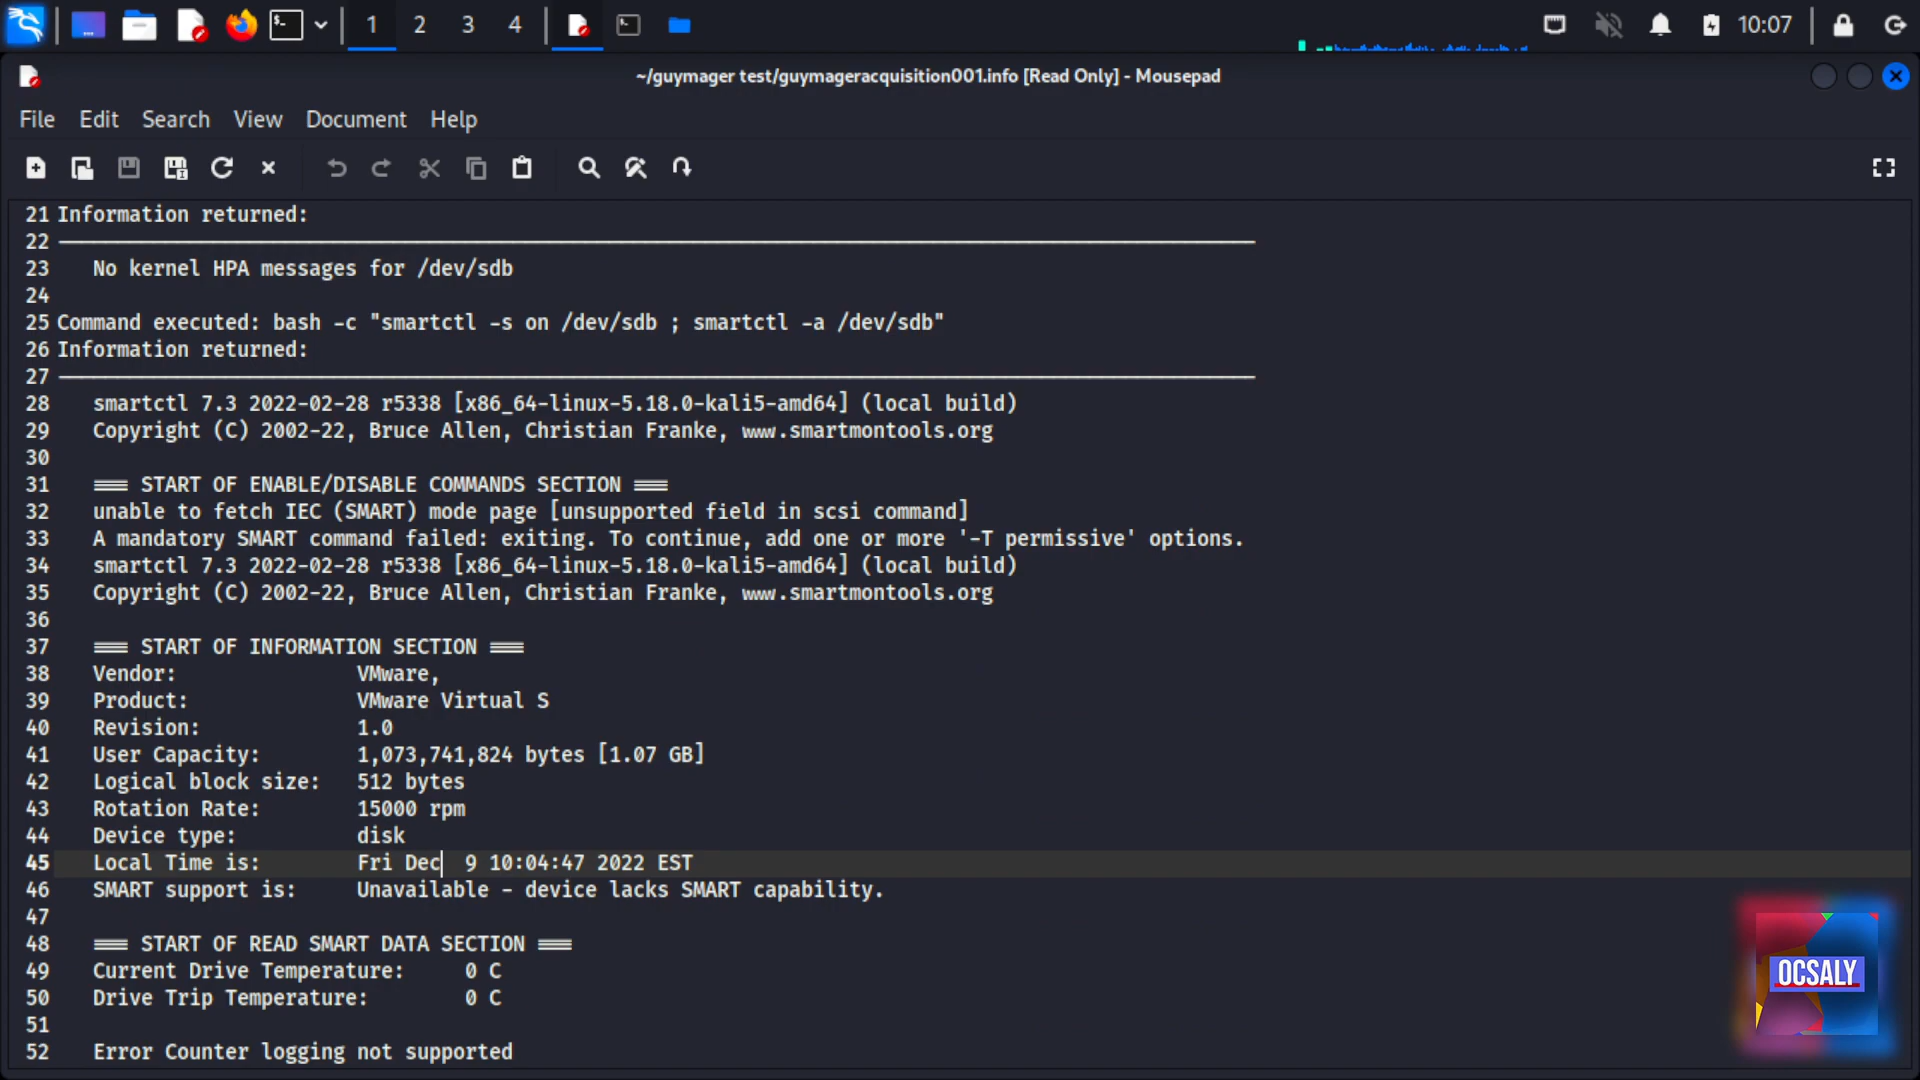 1 2 3 4 10:07
~/guymager test/guymageracquisition001.info [Read Only] - Mousepad
File Edit Search View Document Help
21 Information returned:
22
23 No kernel HPA messages for /dev/sdb
24
25 Command executed: bash -c "smartctl -s on /dev/sdb ; smartctl -a /dev/sdb"
26 Information returned:
27
28 smartctl 7.3 2022-02-28 r5338 [x86_64-linux-5.18.0-kali5-amd64] (local build)
29 Copyright (C) 2002-22, Bruce Allen, Christian Franke, www.smartmontools.org
30
31 === START OF ENABLE/DISABLE COMMANDS SECTION ===
32 unable to fetch IEC (SMART) mode page [unsupported field in scsi command]
33 A mandatory SMART command failed: exiting. To continue, add one or more '-T permissive' options.
34 smartctl 7.3 2022-02-28 r5338 [x86_64-linux-5.18.0-kali5-amd64] (local build)
35 Copyright (C) 2002-22, Bruce Allen, Christian Franke, www.smartmontools.org
36
37 === START OF INFORMATION SECTION ===
38 Vendor: VMware,
39 Product: VMware Virtual S
40 Revision: 1.0
41 User Capacity: 1,073,741,824 bytes [1.07 GB]
42 Logical block size: 512 bytes
43 Rotation Rate: 15000 rpm
44 Device type: disk
45 Local Time is: Fri Dec 9 10:04:47 2022 EST
46 SMART support is: Unavailable - device lacks SMART capability.
47
48 === START OF READ SMART DATA SECTION ===
49 Current Drive Temperature: 0 C
50 Drive Trip Temperature: 0 C
51
52 Error Counter logging not supported
OCSALY